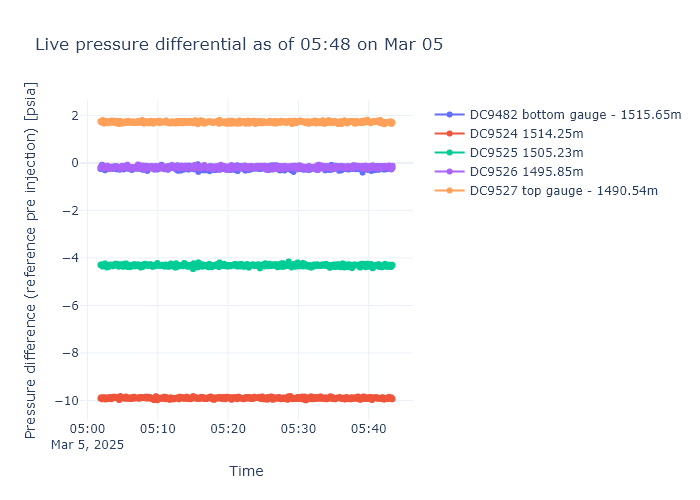 Live pressure differential as of 05:48 on Mar 05
Pressure difference (reference pre injection) [psia]
2
0
−2
−4
−6
−8
−10
05:00
Mar 5, 2025
05:10
05:20
05:30
05:40
Time
DC9482 bottom gauge - 1515.65m
DC9524 1514.25m
DC9525 1505.23m
DC9526 1495.85m
DC9527 top gauge - 1490.54m